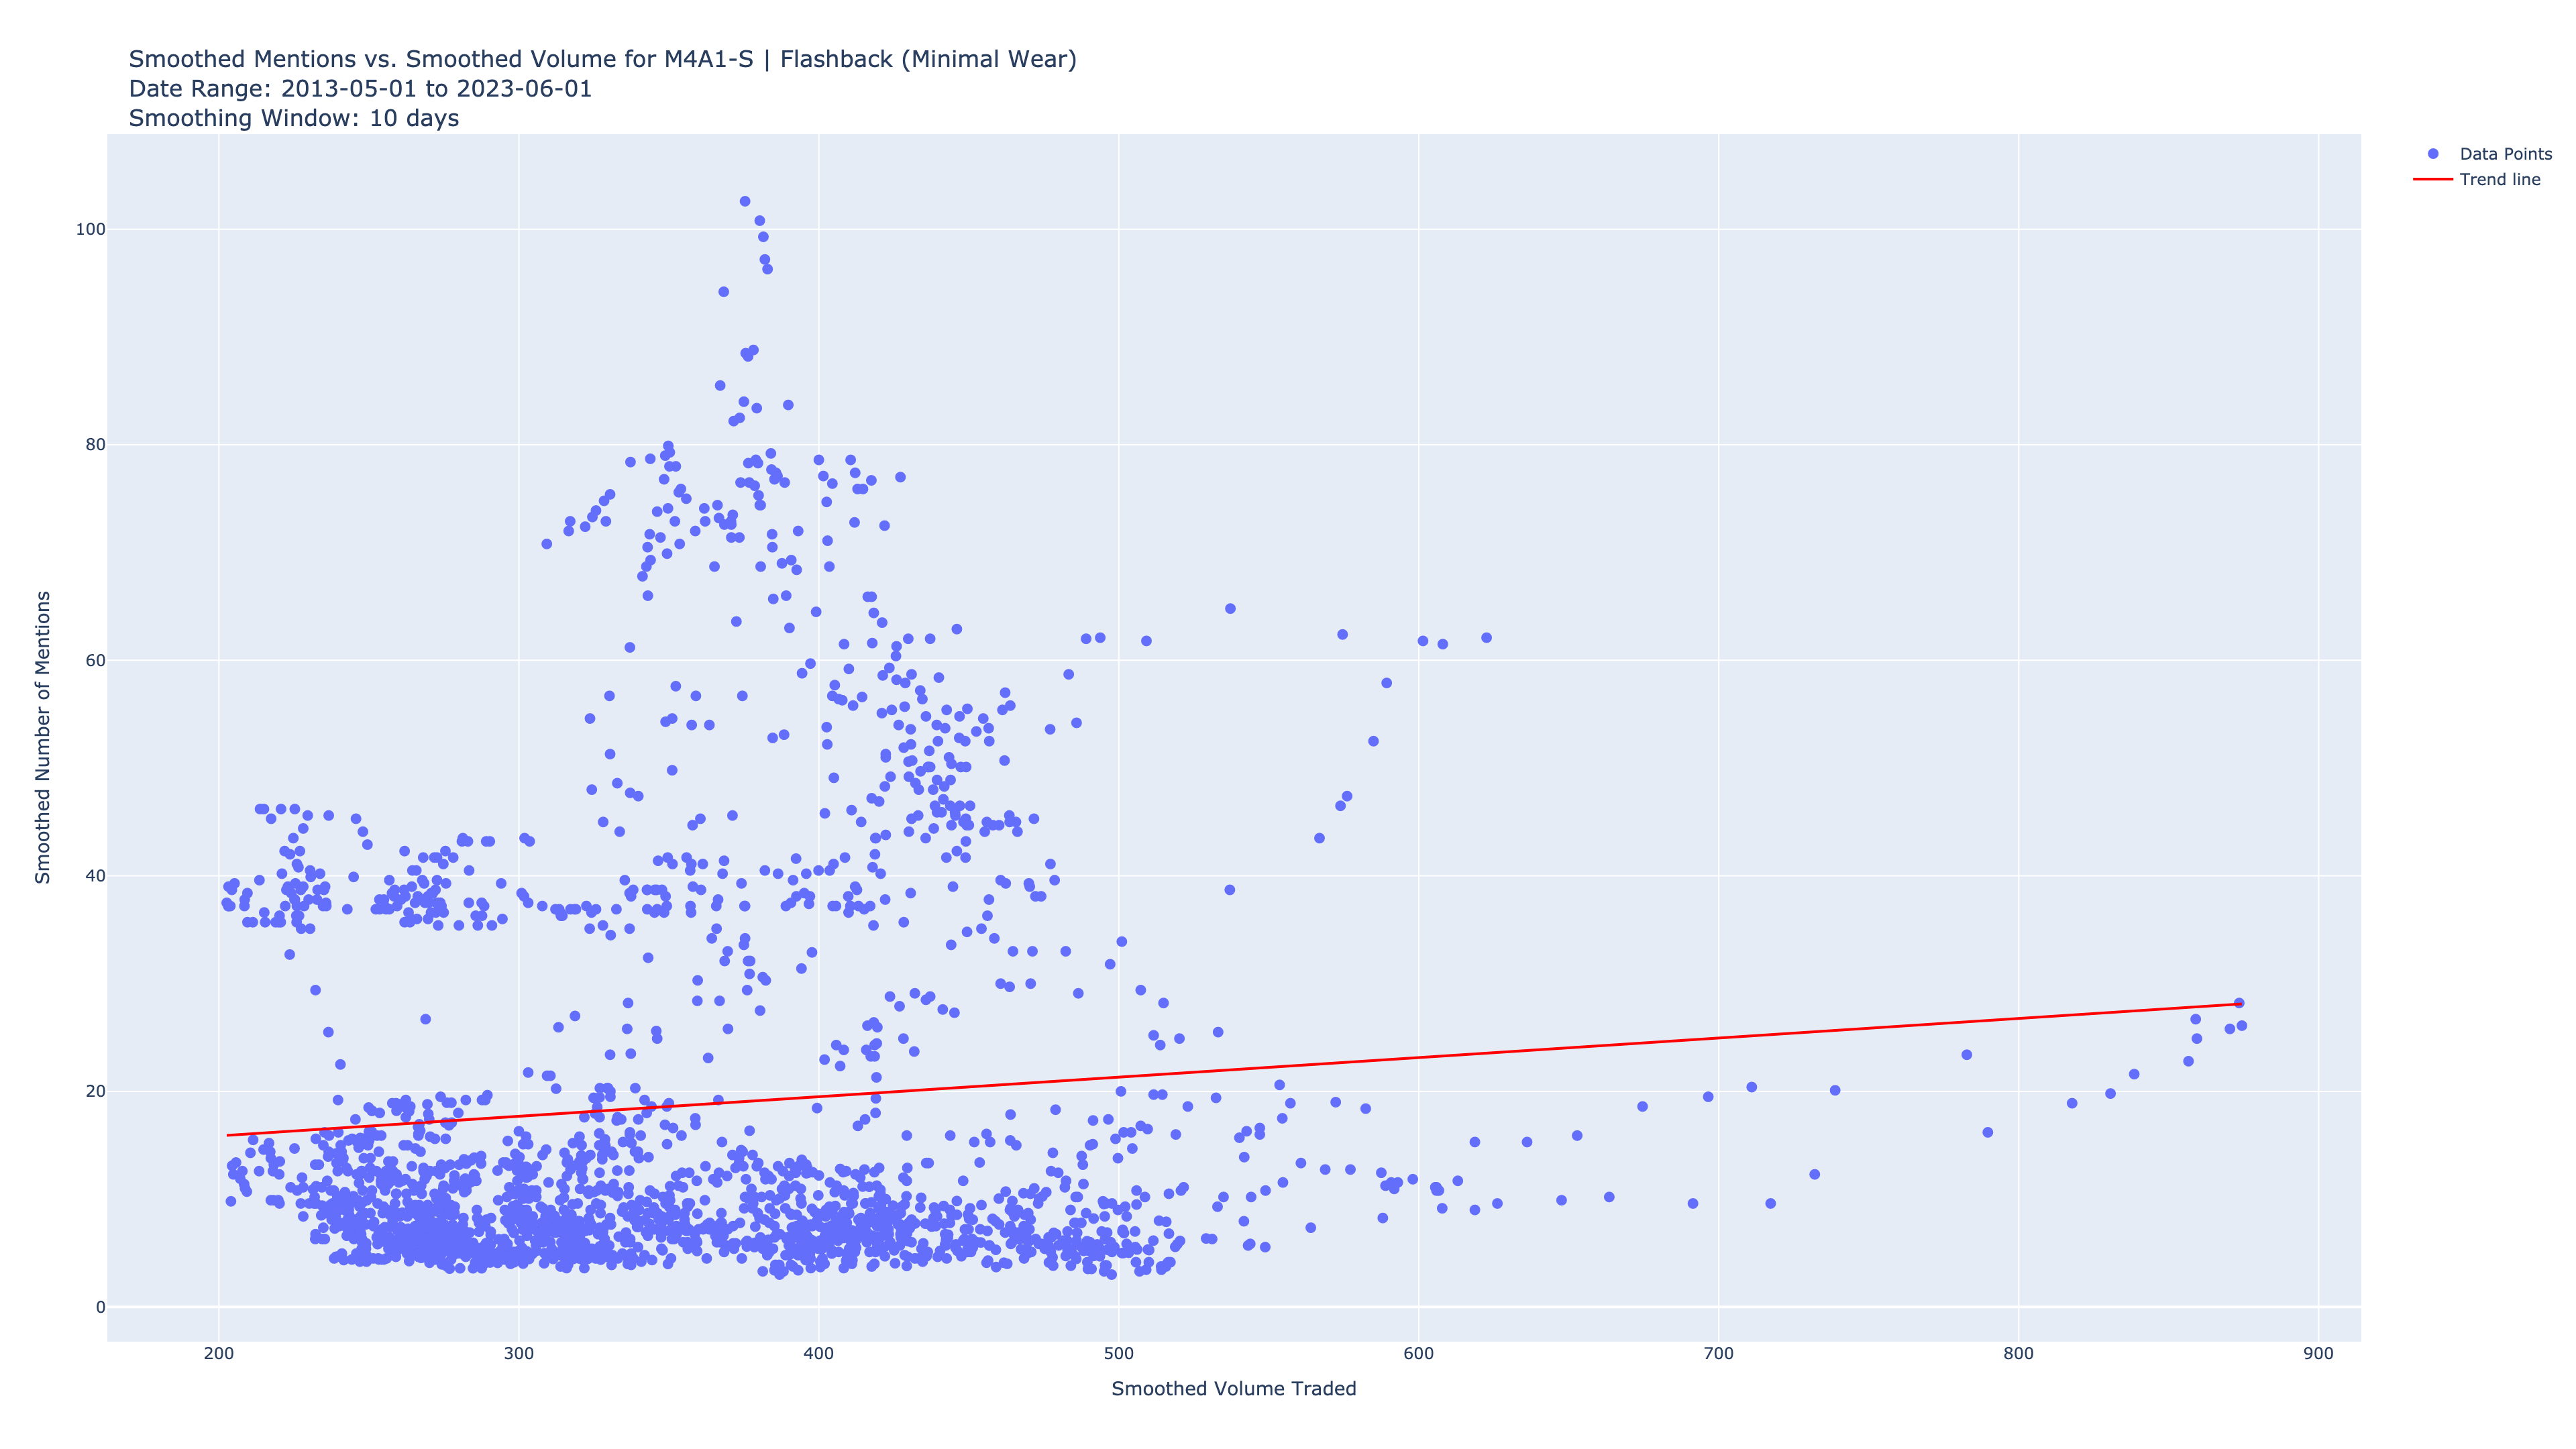 Smoothed Mentions vs. Smoothed Volume for M4A1-S | Flashback (Minimal Wear)
Date Range: 2013-05-01 to 2023-06-01
Smoothing Window: 10 days
Data Points
Trend line
100
80
60
40
20
0
Smoothed Number of Mentions
200 300 400 500 600 700 800 900
Smoothed Volume Traded